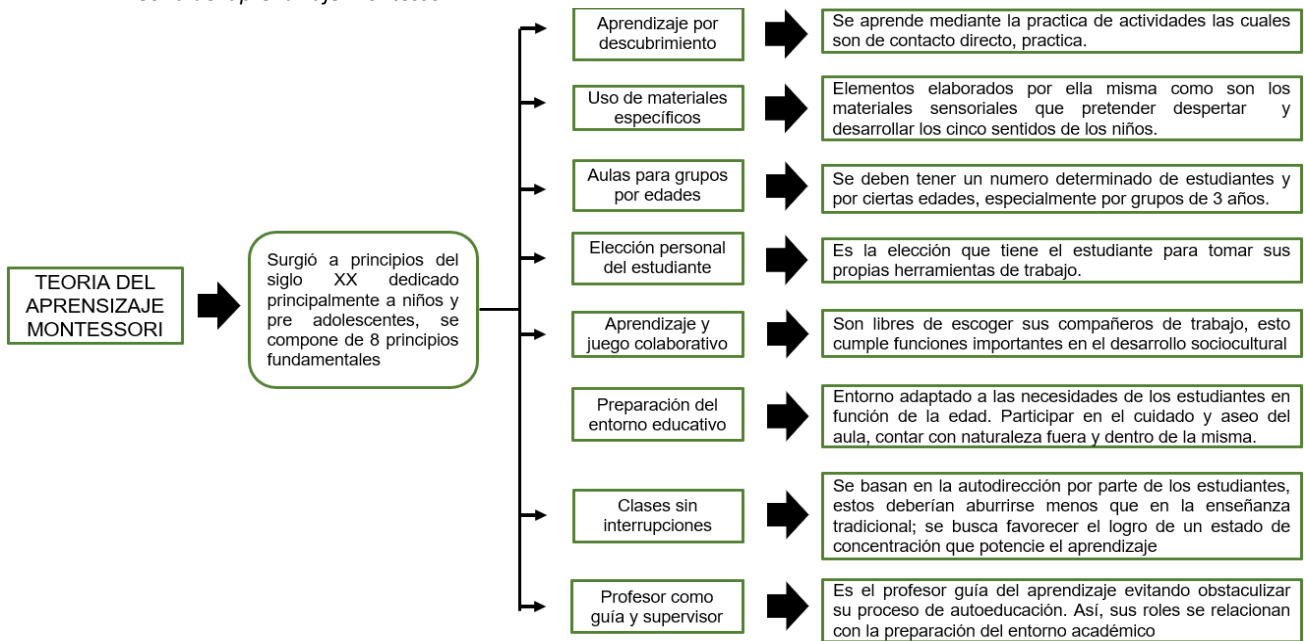 Aprendizaje por
descubrimiento
Se aprende mediante la practica de actividades las cuales
son de contacto directo, practica.
Uso de materiales
específicos
Elementos elaborados por ella misma como son los
materiales sensoriales que pretender despertar y
desarrollar los cinco sentidos de los niños.
Aulas para grupos
por edades
Se deben tener un numero determinado de estudiantes y
por ciertas edades, especialmente por grupos de 3 años.
TEORIA DEL
APRENSIZAJE
MONTESSORI
Surgió a principios del
siglo XX dedicado
principalmente a niños y
pre adolescentes, se
compone de 8 principios
fundamentales
Elección personal
del estudiante
Es la elección que tiene el estudiante para tomar sus
propias herramientas de trabajo.
Aprendizaje y
juego colaborativo
Son libres de escoger sus compañeros de trabajo, esto
cumple funciones importantes en el desarrollo sociocultural
Preparación del
entorno educativo
Entorno adaptado a las necesidades de los estudiantes en
función de la edad. Participar en el cuidado y aseo del
aula, contar con naturaleza fuera y dentro de la misma.
Clases sin
interrupciones
Se basan en la autodirección por parte de los estudiantes,
estos deberían aburrirse menos que en la enseñanza
tradicional; se busca favorecer el logro de un estado de
concentración que potencie el aprendizaje
Profesor como
guía y supervisor
Es el profesor guía del aprendizaje evitando obstaculizar
su proceso de autoeducación. Así, sus roles se relacionan
con la preparación del entorno académico